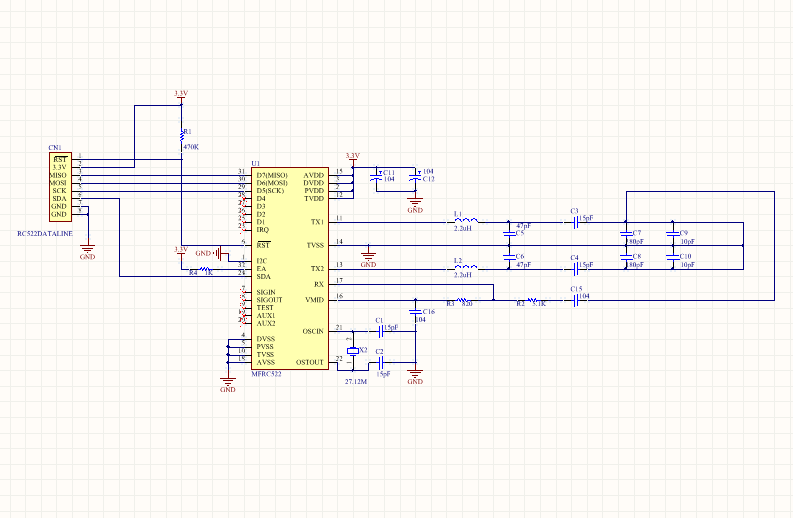 3.3V
R1
470K
CN1
RST 1
3.3V 2
MISO 3
MOSI 4
SCK 5
SDA 6
GND 7
GND 8
RC522DATALINE
GND
U1
31 D7(MISO)
30 D6(MOSI)
29 D5(SCK)
D4
D3
D2
D1
IRQ
6 RST
GND
1 I2C
32 EA
24 SDA
3.3V
R4 1K
SIGIN
SIGOUT
TEST
AUX1
AUX2
4 DVSS
5 PVSS
10 TVSS
18 AVSS
GND
MFRC522
AVDD 15
DVDD 3
PVDD 2
TVDD 12
TX1 11
TVSS 14
TX2 13
RX 17
VMID 16
OSCIN 21
OSTOUT 22
3.3V
C11
104
104
C12
GND
GND
L1
2.2uH
L2
2.2uH
47pF
C5
C6
47pF
C3
15pF
C4
15pF
C7
180pF
C8
180pF
C9
10pF
C10
10pF
R3 820
R2 5.1K
C15
104
C16
104
C1
15pF
X2
27.12M
C2
15pF
GND